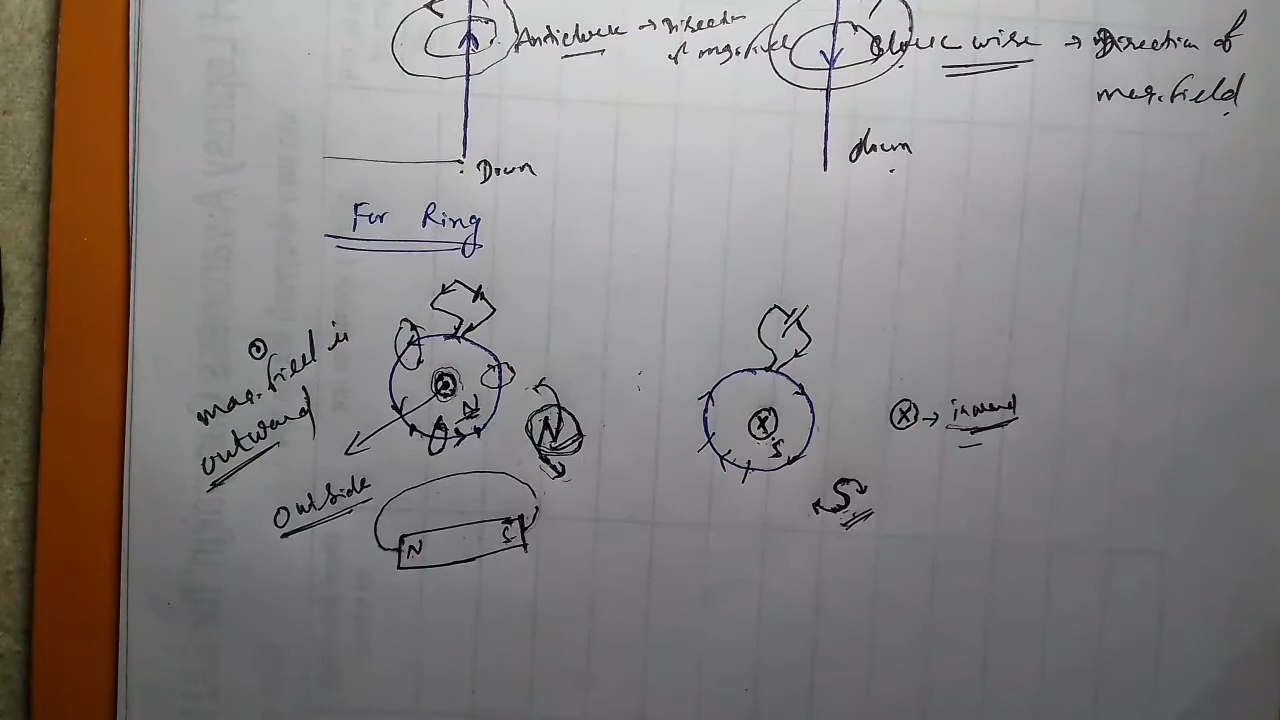 Anticlock → Direction
of mag. field
Clock wise → Direction of
mag. field
Down
down
For Ring
mag. field is
outward
N
N
outside
N S
S
S
→ inward